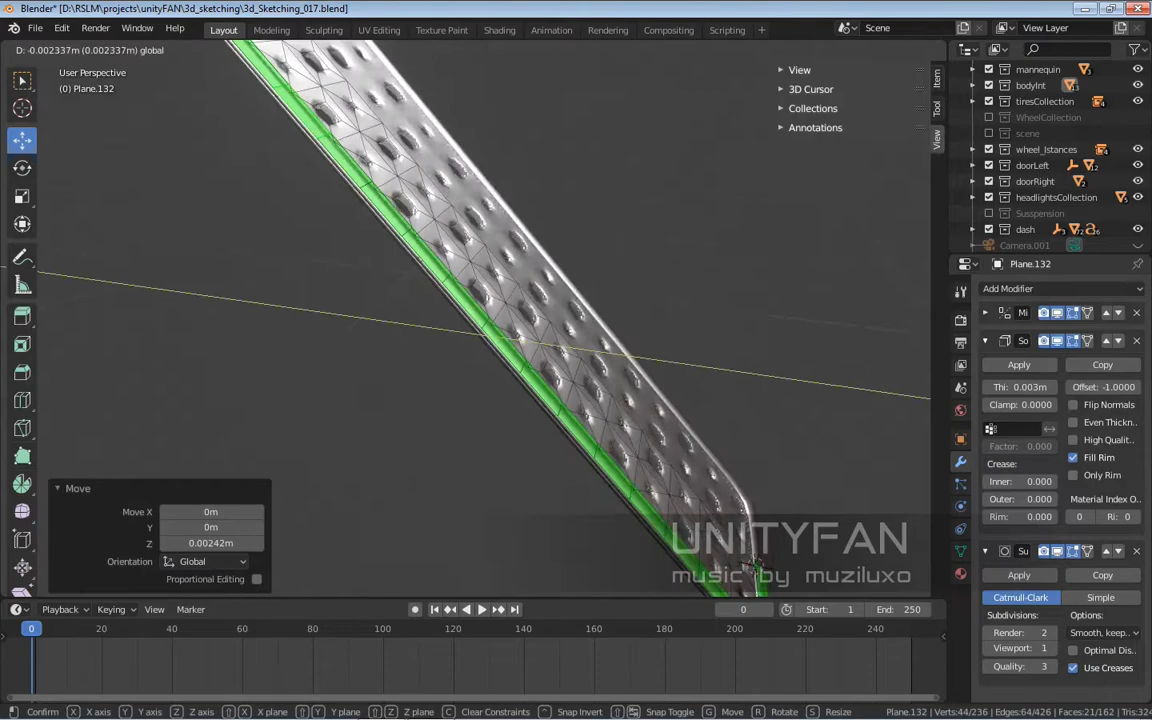 Blender* [D:\RSLM\projects\unityFAN\3d_sketching\3d_Sketching_017.blend]
File Edit Render Window Help Layout Modeling Sculpting UV Editing Texture Paint Shading Animation Rendering Compositing Scripting + Scene View Layer
D: -0.002337m (0.002337m) global
User Perspective
(0) Plane.132
View
3D Cursor
Collections
Annotations
Item
Tool
View
mannequin
bodyInt
tiresCollection
WheelCollection
scene
wheel_Istances
doorLeft
doorRight
headlightsCollection
Susspension
dash
Camera.001
Plane.132
Add Modifier
Mi
So
Apply Copy
Thi: 0.003m Offset: -1.0000
Clamp: 0.0000 Flip Normals
Even Thickn..
High Qualit..
Factor: 0.000 Fill Rim
Crease: Only Rim
Inner: 0.000
Outer: 0.000 Material Index O..
Rim: 0.000 0 Ri: 0
Su
Apply Copy
Catmull-Clark Simple
Subdivisions: Options:
Render: 2 Smooth, keep..
Viewport: 1 Optimal Dis..
Quality: 3 Use Creases
Move
Move X 0m
Y 0m
Z 0.00242m
Orientation Global
Proportional Editing
UNITYFAN
music by muziluxo
Playback Keying View Marker 0 Start: 1 End: 250
0 20 40 60 80 100 120 140 160 180 200 220 240
Confirm X X axis Y Y axis Z Z axis X X plane Y Y plane Z Z plane C Clear Constraints Snap Invert Snap Toggle G Move R Rotate S Resize Plane.132 | Verts:44/236 | Edges:64/426 | Faces:21/162 | Tris:324